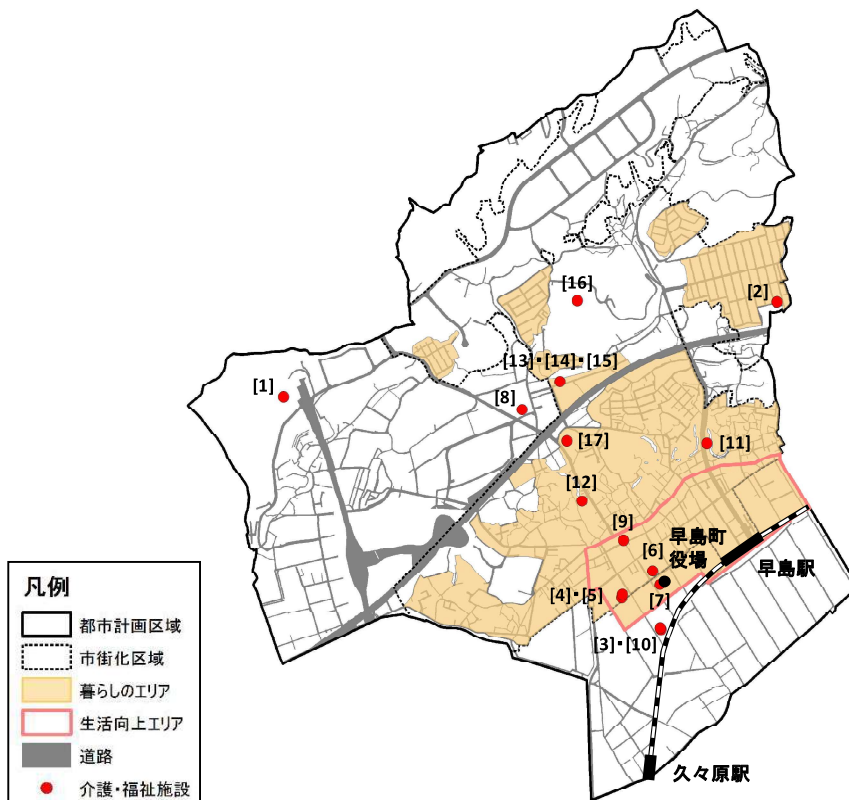 [16]
[2]
[13]・[14]・[15]
[1]
[8]
[17]
[11]
[12]
[9]
早島町
役場
[6]
早島駅
[4]・[5]
[7]
[3]・[10]
久々原駅
凡例
都市計画区域
市街化区域
暮らしのエリア
生活向上エリア
道路
介護・福祉施設